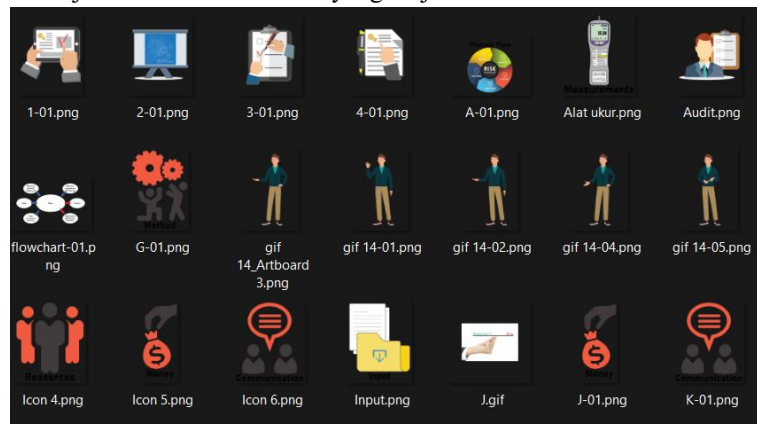 1-01.png
2-01.png
3-01.png
4-01.png
Process Flow
RISK
A-01.png
Measurements
Alat ukur.png
Audit.png
flowchart-01.p
ng
Method
G-01.png
gif
14_Artboard
3.png
gif 14-01.png
gif 14-02.png
gif 14-04.png
gif 14-05.png
Resources
Icon 4.png
Money
Icon 5.png
Communication
Icon 6.png
Input
Input.png
J.gif
Money
J-01.png
Communication
K-01.png